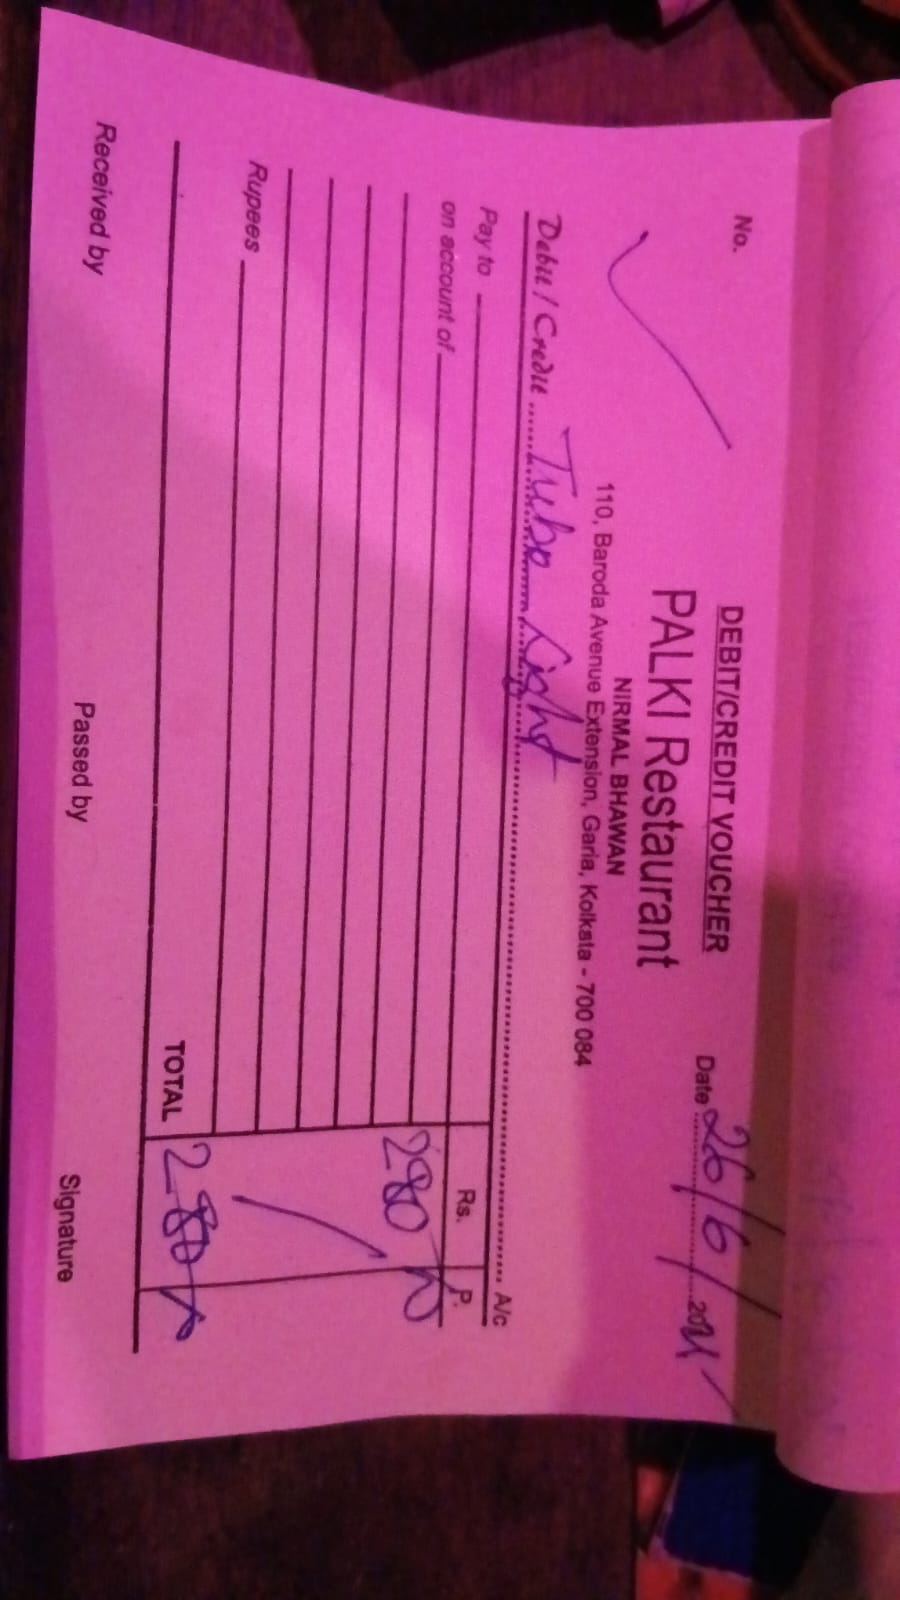 DEBIT/CREDIT VOUCHER
No.
PALKI Restaurant
Date 26/6/2021
NIRMAL BHAWAN
110, Baroda Avenue Extension, Garia, Kolkata - 700 084
Debit / Credit Tube Light A/c
Pay to
Rs. P.
on account of
280
Rupees
TOTAL 280
Received by Passed by Signature